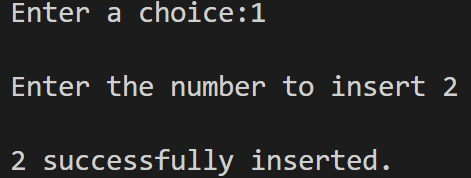 Enter a choice:1
Enter the number to insert 2
2 successfully inserted.